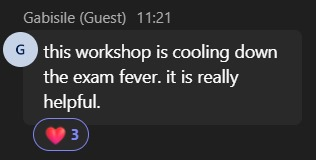 Gabisile (Guest) 11:21
G
this workshop is cooling down
the exam fever. it is really
helpful.
3